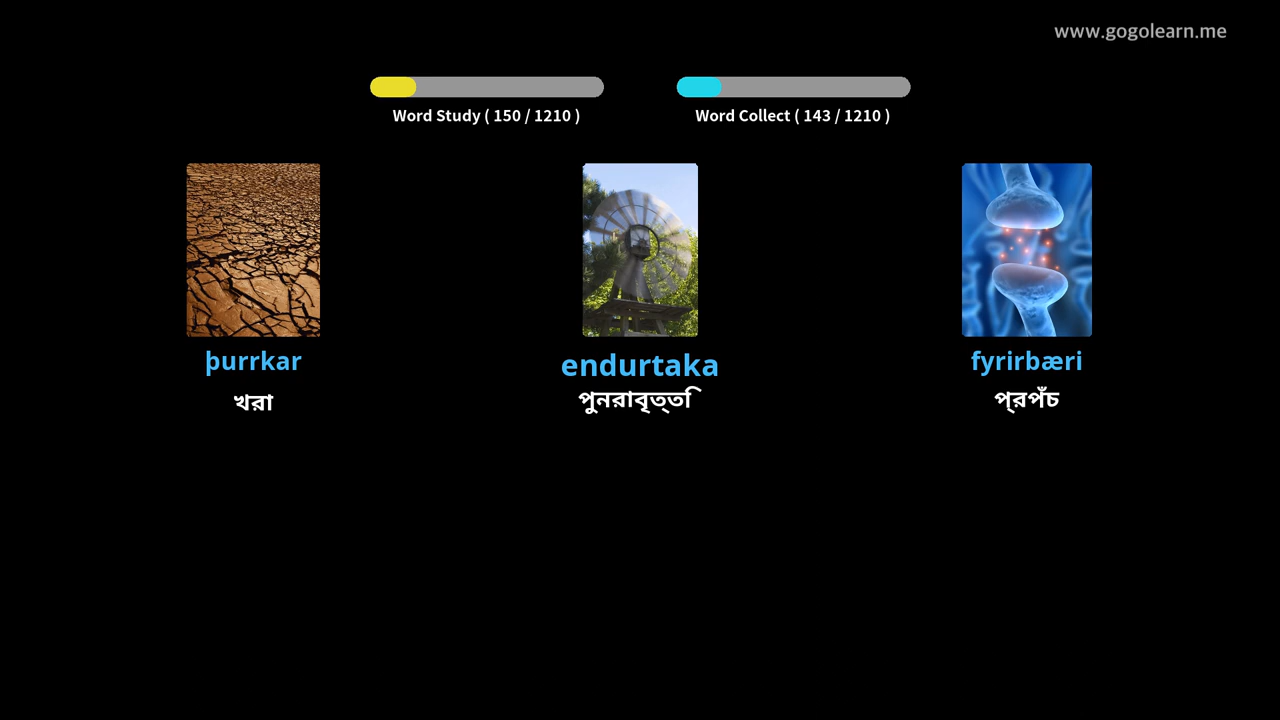 www.gogolearn.me
Word Study ( 150 / 1210 )
Word Collect ( 143 / 1210 )
þurrkar
endurtaka
fyrirbæri
খরা
পুনরাবৃত্তি
প্রপঁচ